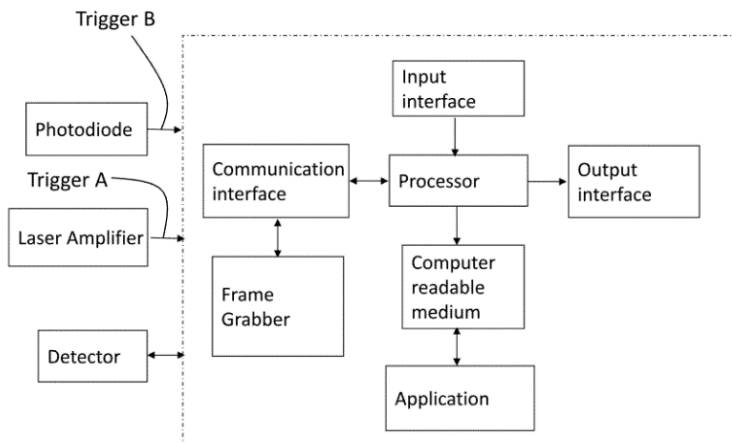 Trigger B
Input
interface
Photodiode
Communication
interface
Processor
Output
interface
Trigger A
Laser Amplifier
Computer
readable
medium
Frame
Grabber
Detector
Application